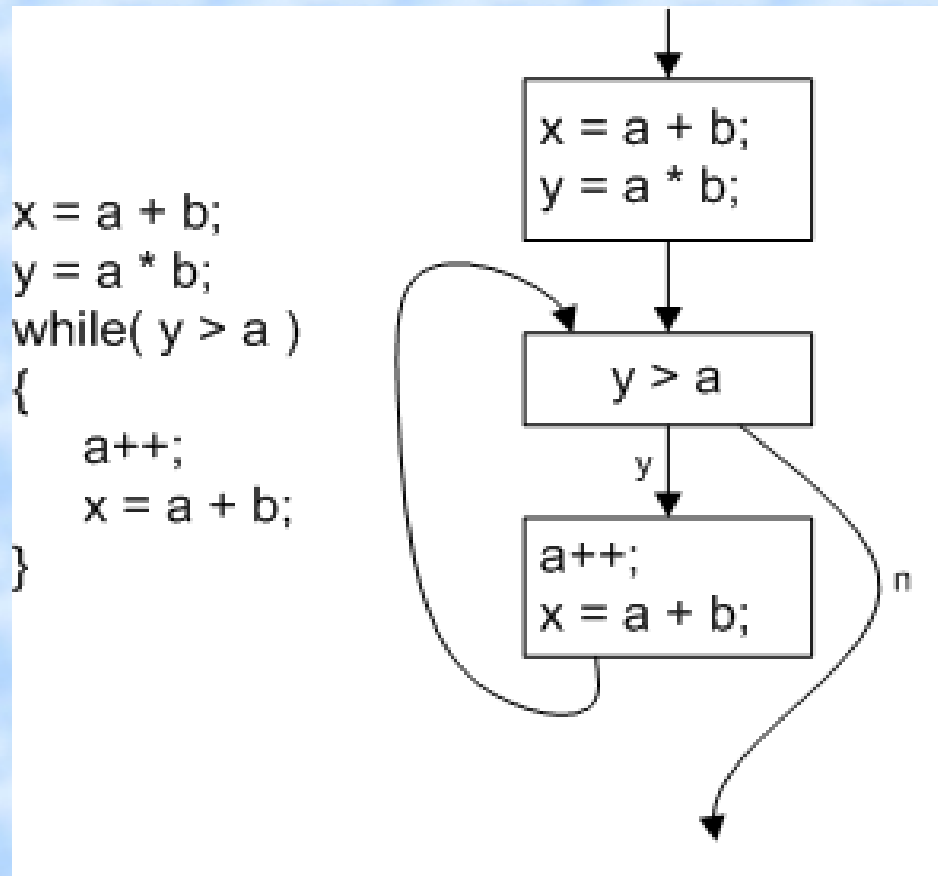 x = a + b;
y = a * b;
while( y > a )
{
a++;
x = a + b;
}
x = a + b;
y = a * b;
y > a
y
n
a++;
x = a + b;